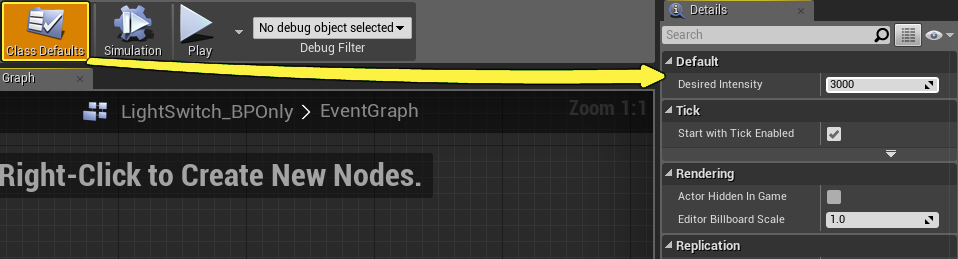 Class Defaults
Simulation
Play
No debug object selected
Debug Filter
Graph
LightSwitch_BPOnly > EventGraph
Zoom 1:1
Right-Click to Create New Nodes.
Details
Search
Default
Desired Intensity 3000
Tick
Start with Tick Enabled
Rendering
Actor Hidden In Game
Editor Billboard Scale 1.0
Replication